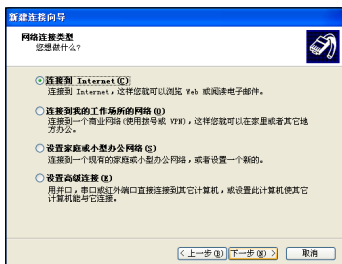 新建连接向导
网络连接类型
您想做什么?
连接到 Internet(C)
连接到 Internet，这样您就可以浏览 Web 或阅读电子邮件。
连接到我的工作场所的网络(O)
连接到一个商业网络(使用拨号或 VPN)，这样您就可以在家里或者其它地
方办公。
设置家庭或小型办公网络(S)
连接到一个现有的家庭或小型办公网络，或者设置一个新的。
设置高级连接(E)
用并口，串口或红外端口直接连接到其它计算机，或设置此计算机使其它
计算机能与它连接。
<上一步(B) 下一步(N)> 取消